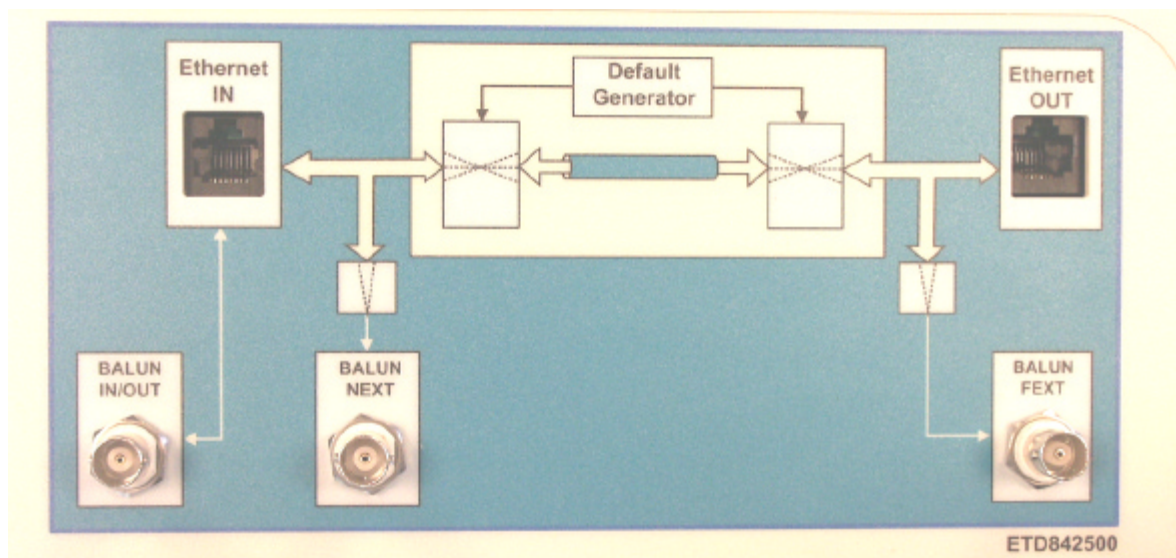 Ethernet
IN
Default
Generator
Ethernet
OUT
BALUN
IN/OUT
BALUN
NEXT
BALUN
FEXT
ETD842500